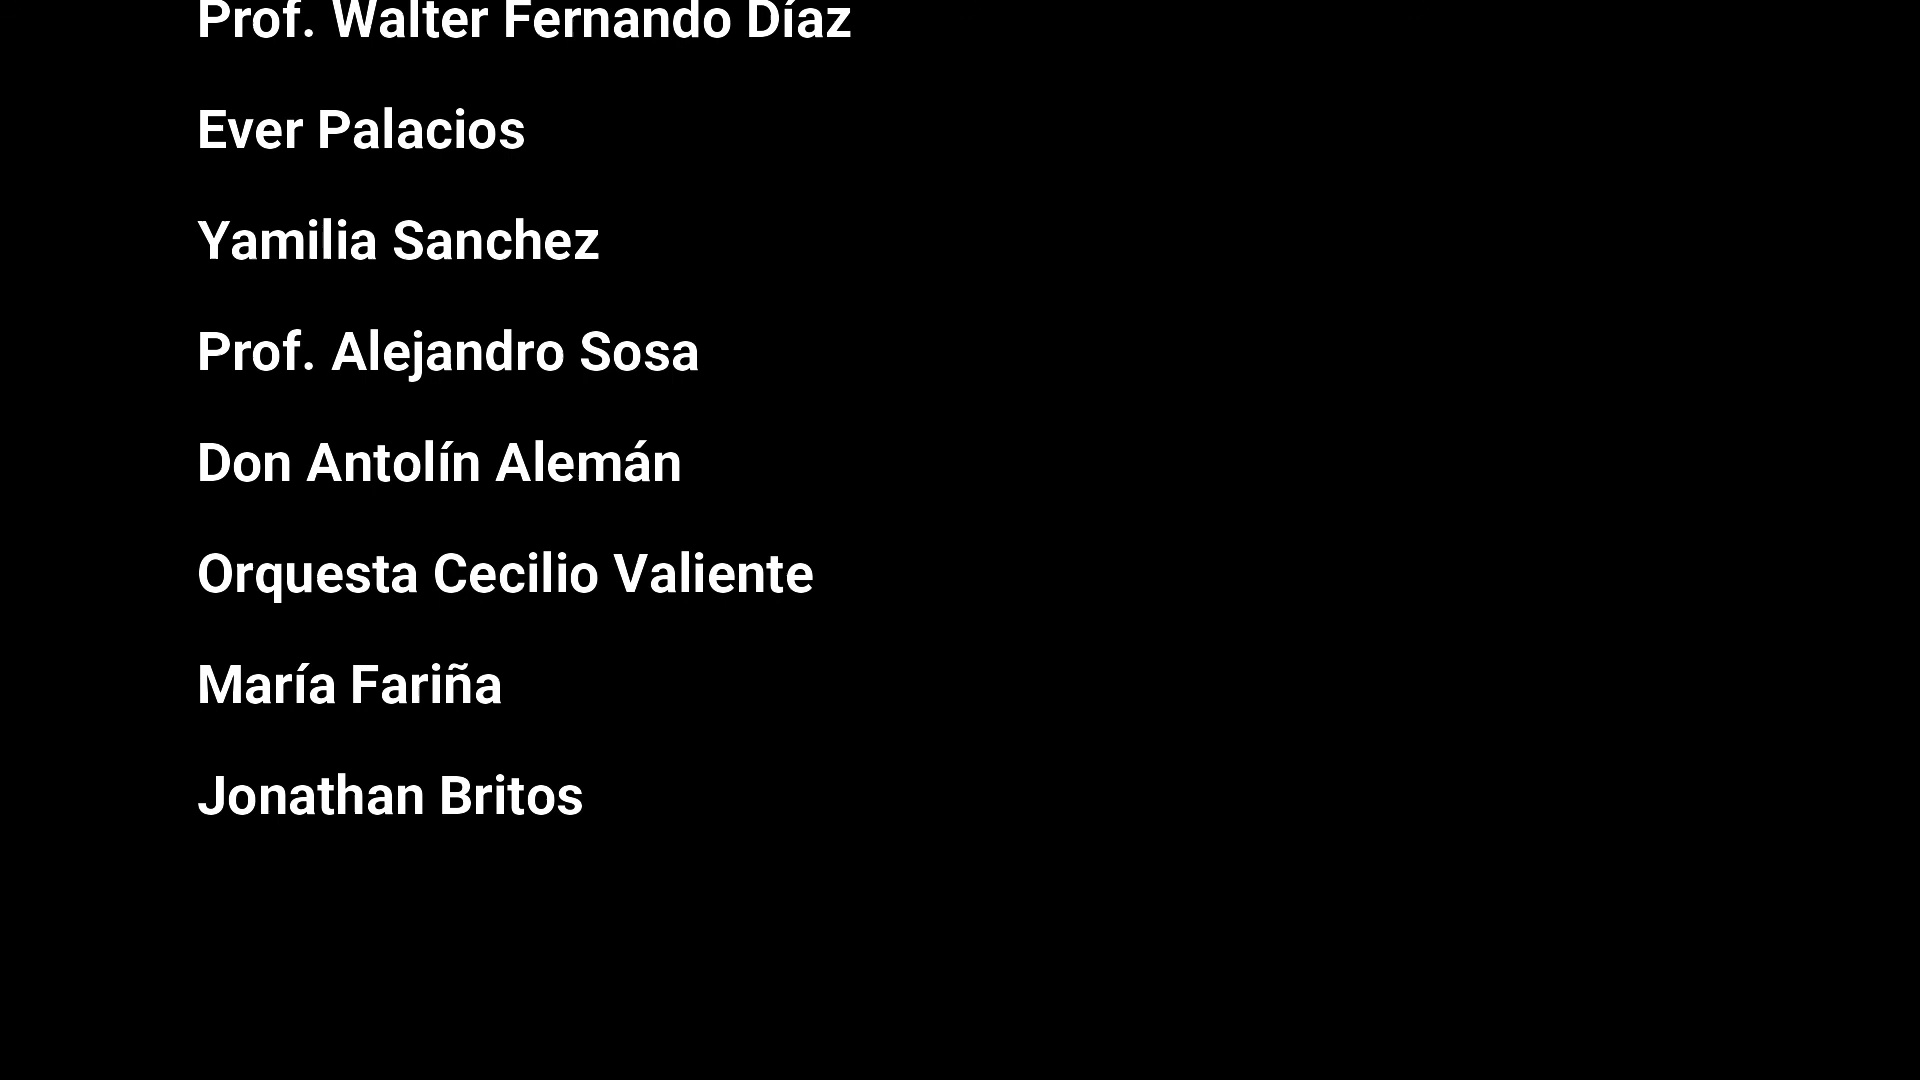 Prof. Walter Fernando Díaz
Ever Palacios
Yamilia Sanchez
Prof. Alejandro Sosa
Don Antolín Alemán
Orquesta Cecilio Valiente
María Fariña
Jonathan Britos